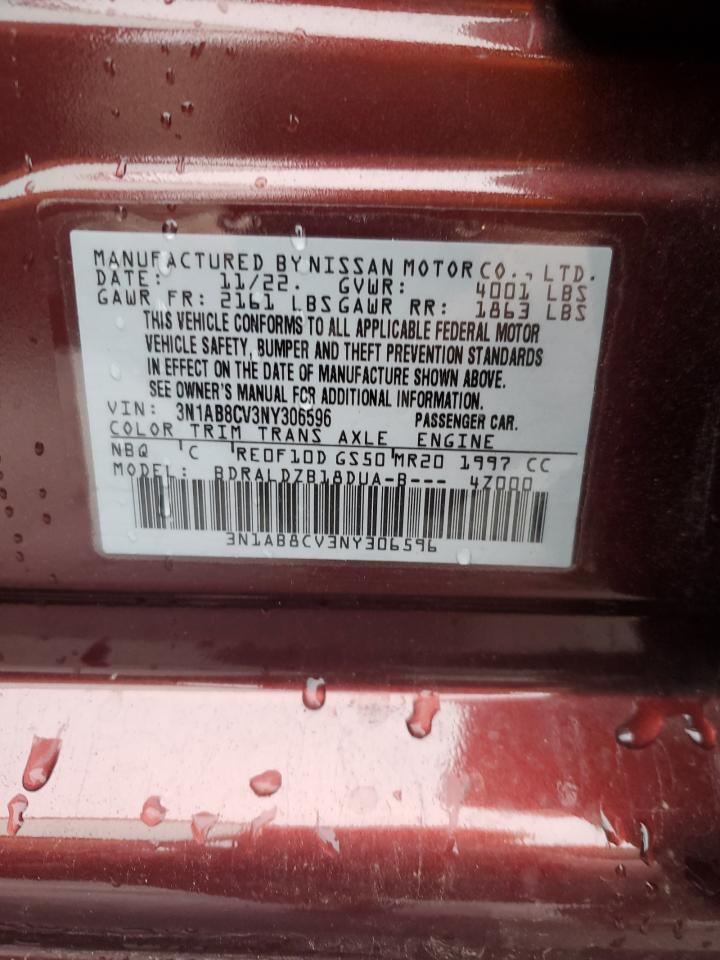 MANUFACTURED BY NISSAN MOTOR CO., LTD.
DATE: 11/22. GVWR: 4001 LBS
GAWR FR: 2161 LBS GAWR RR: 1863 LBS
THIS VEHICLE CONFORMS TO ALL APPLICABLE FEDERAL MOTOR
VEHICLE SAFETY, BUMPER AND THEFT PREVENTION STANDARDS
IN EFFECT ON THE DATE OF MANUFACTURE SHOWN ABOVE.
SEE OWNER'S MANUAL FOR ADDITIONAL INFORMATION.
VIN: 3N1AB8CV3NY306596 PASSENGER CAR.
COLOR TRIM TRANS AXLE ENGINE
NBQ C RE0F10D GS50 MR20 1997 CC
MODEL: BDRALDZB18DUA-B--- 4Z000
3N1AB8CV3NY306596